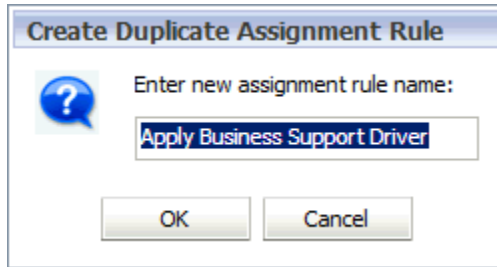 Create Duplicate Assignment Rule
Enter new assignment rule name:
Apply Business Support Driver
OK Cancel